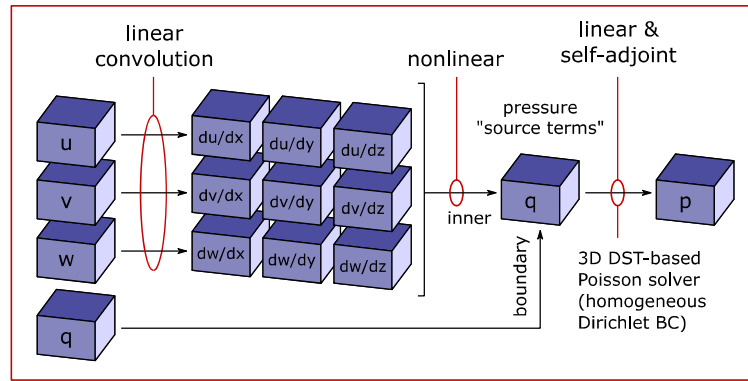 linear
convolution
nonlinear
linear &
self-adjoint
pressure
"source terms"
u
du/dx
du/dy
du/dz
v
dv/dx
dv/dy
dv/dz
w
dw/dx
dw/dy
dw/dz
inner
q
p
boundary
q
3D DST-based
Poisson solver
(homogeneous
Dirichlet BC)